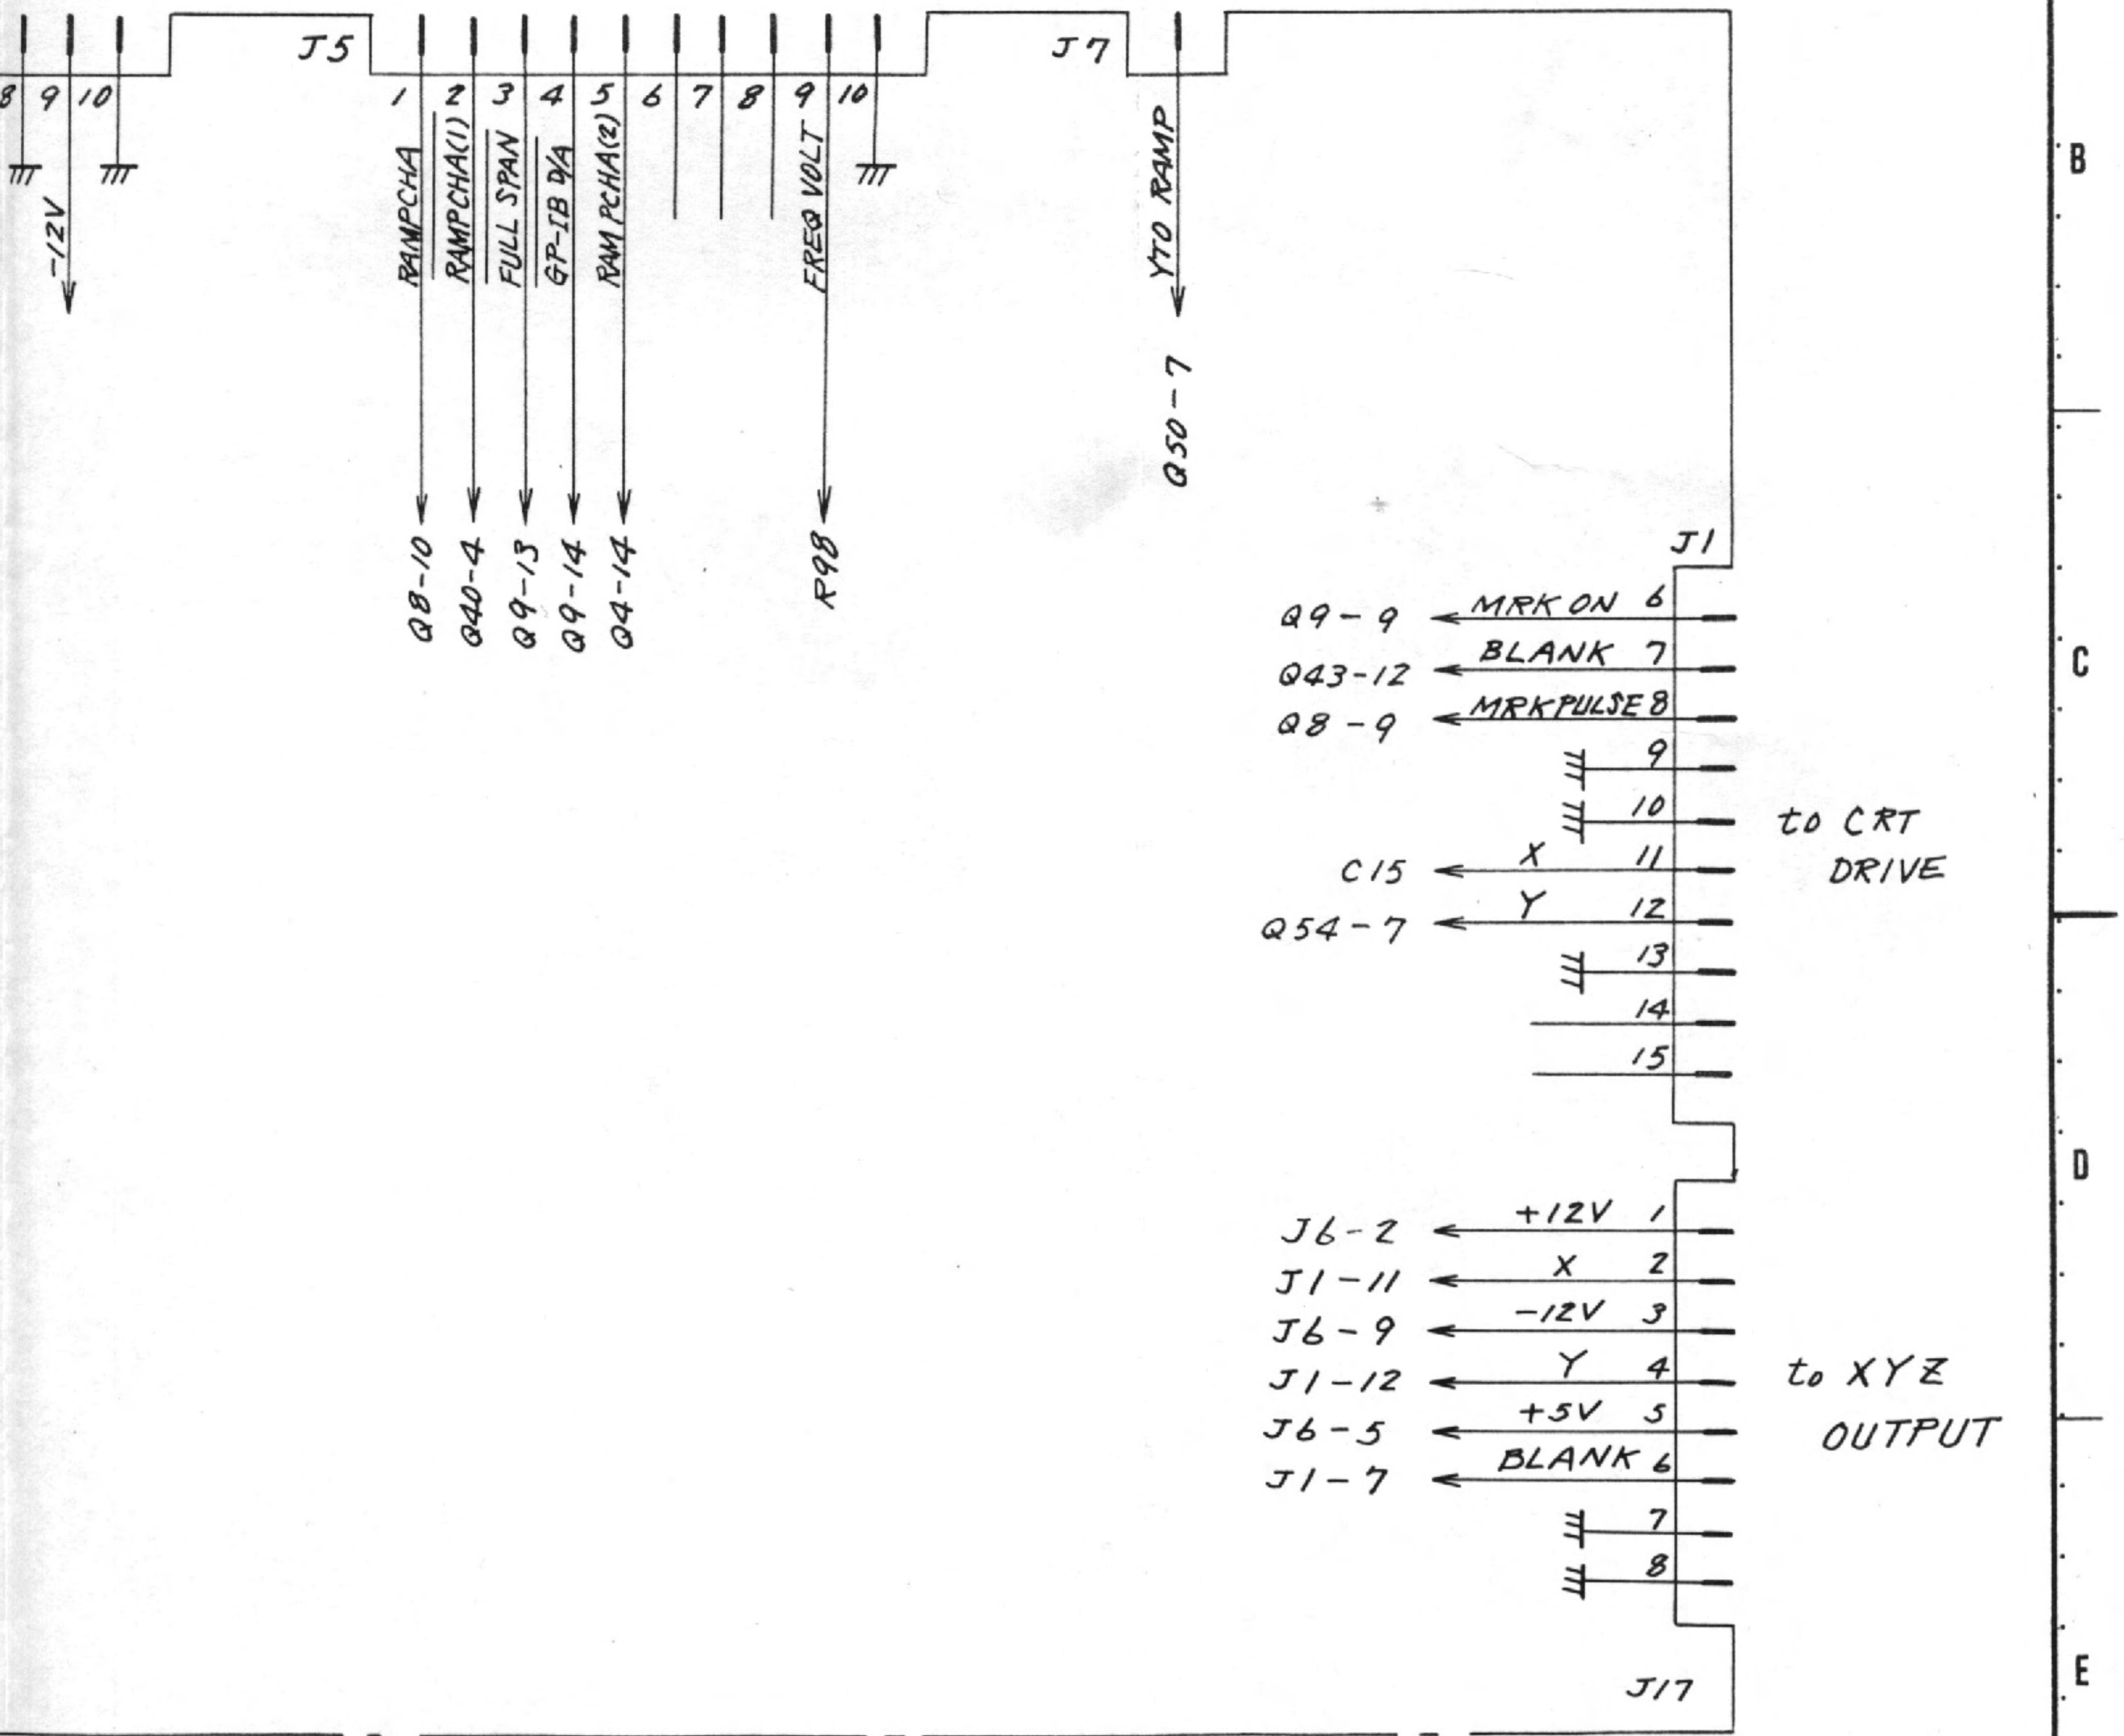 J5
J7
8 9 10
1 2 3 4 5 6 7 8 9 10
-12V
RAMPCHA
RAMPCHA(1)
FULL SPAN
GP-IB D/A
RAMPCHA(2)
FREQ VOLT
YTO RAMP
Q8-10
Q40-4
Q9-13
Q9-14
Q4-14
R98
Q50-7
B
J1
Q9-9 MRK ON 6
Q43-12 BLANK 7
Q8-9 MRKPULSE 8
9
10
C15 X 11
Q54-7 Y 12
13
14
15
to CRT
DRIVE
C
D
J6-2 +12V 1
J1-11 X 2
J6-9 -12V 3
J1-12 Y 4
J6-5 +5V 5
J1-7 BLANK 6
7
8
to XYZ
OUTPUT
J17
E